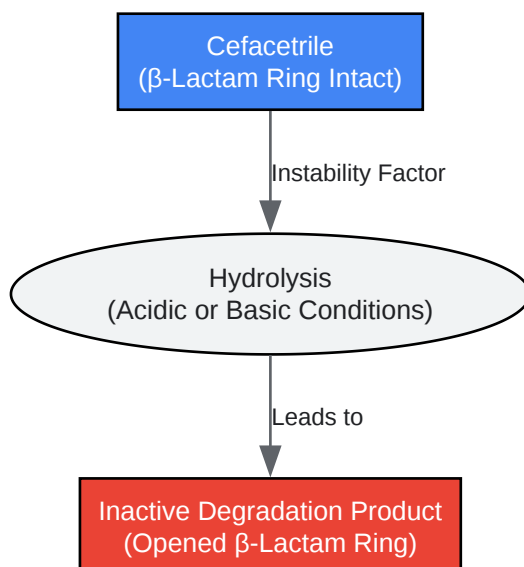 Cefacetrile
(β-Lactam Ring Intact)
Instability Factor
Hydrolysis
(Acidic or Basic Conditions)
Leads to
Inactive Degradation Product
(Opened β-Lactam Ring)